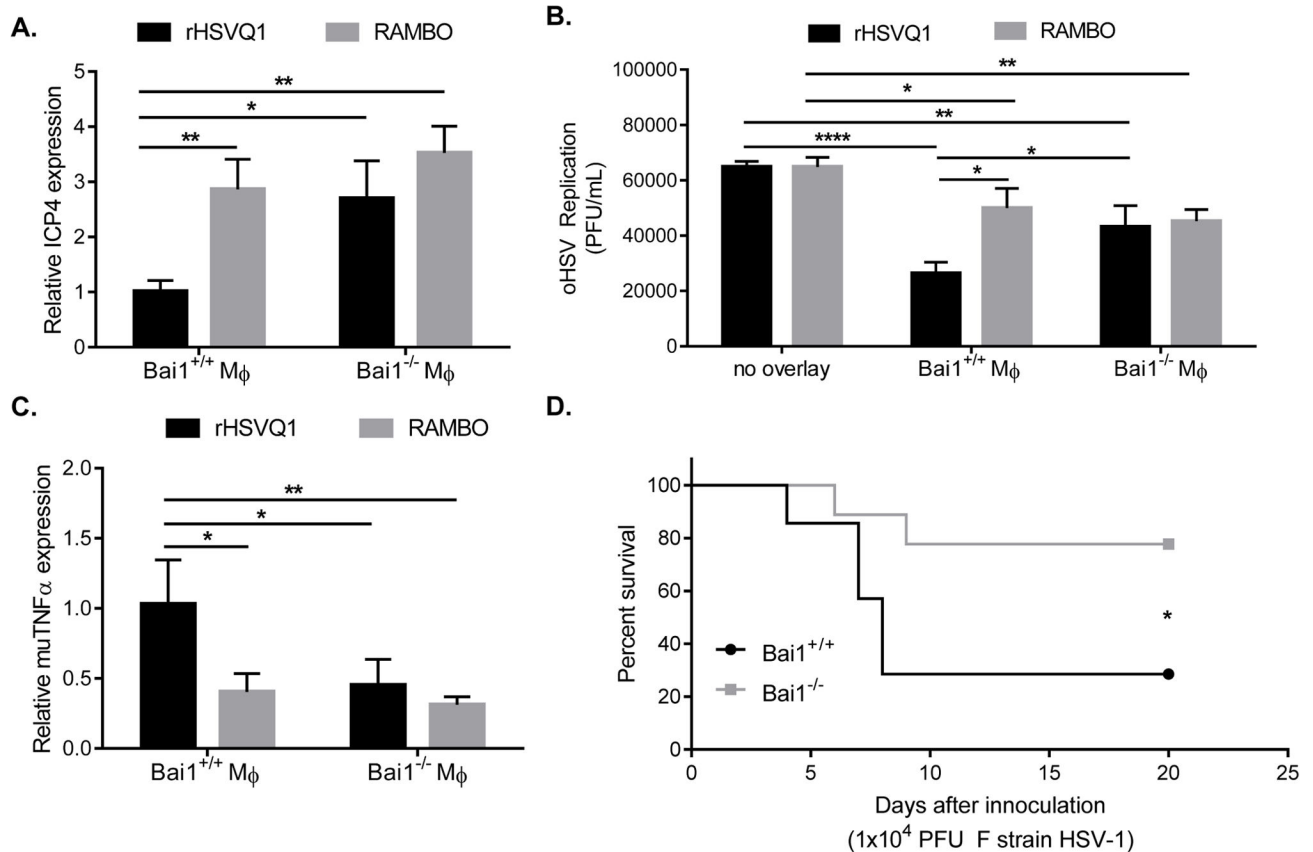 A.
rHSVQ1 RAMBO
Relative ICP4 expression
5
4
3
2
1
0
** 
*
**
Bai1+/+ Mϕ Bai1-/- Mϕ
B.
rHSVQ1 RAMBO
oHSV Replication
(PFU/mL)
100000
80000
60000
40000
20000
0
**
*
**
****
*
*
no overlay Bai1+/+ Mϕ Bai1-/- Mϕ
C.
rHSVQ1 RAMBO
Relative muTNFα expression
2.0
1.5
1.0
0.5
0.0
**
*
*
Bai1+/+ Mϕ Bai1-/- Mϕ
D.
Percent survival
100
80
60
40
20
0
*
Bai1+/+
Bai1-/-
0 5 10 15 20 25
Days after innoculation
(1x10^4 PFU F strain HSV-1)